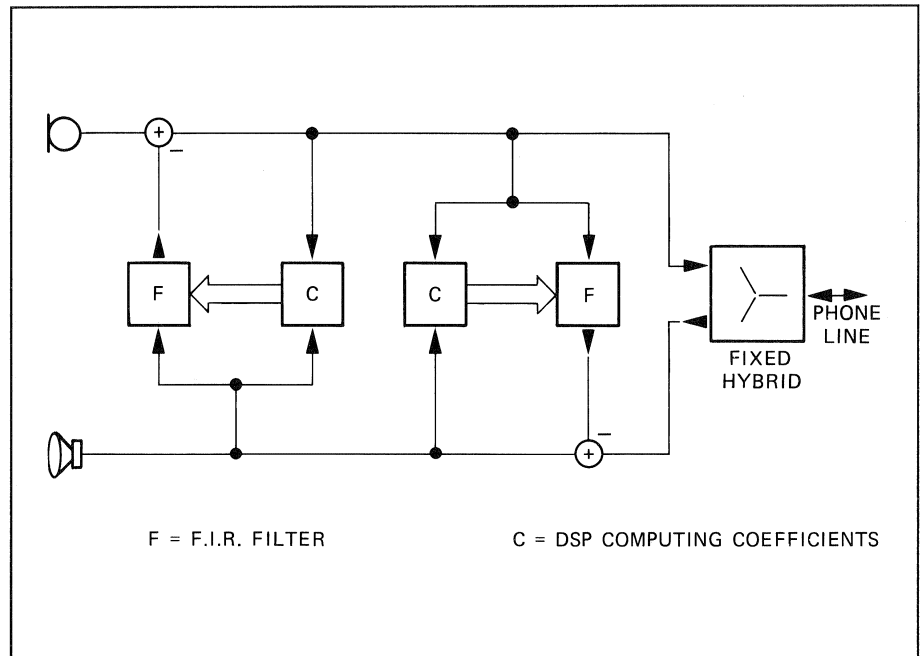 +
−
F
C
C
F
PHONE
LINE
FIXED
HYBRID
−
+
F = F.I.R. FILTER
C = DSP COMPUTING COEFFICIENTS